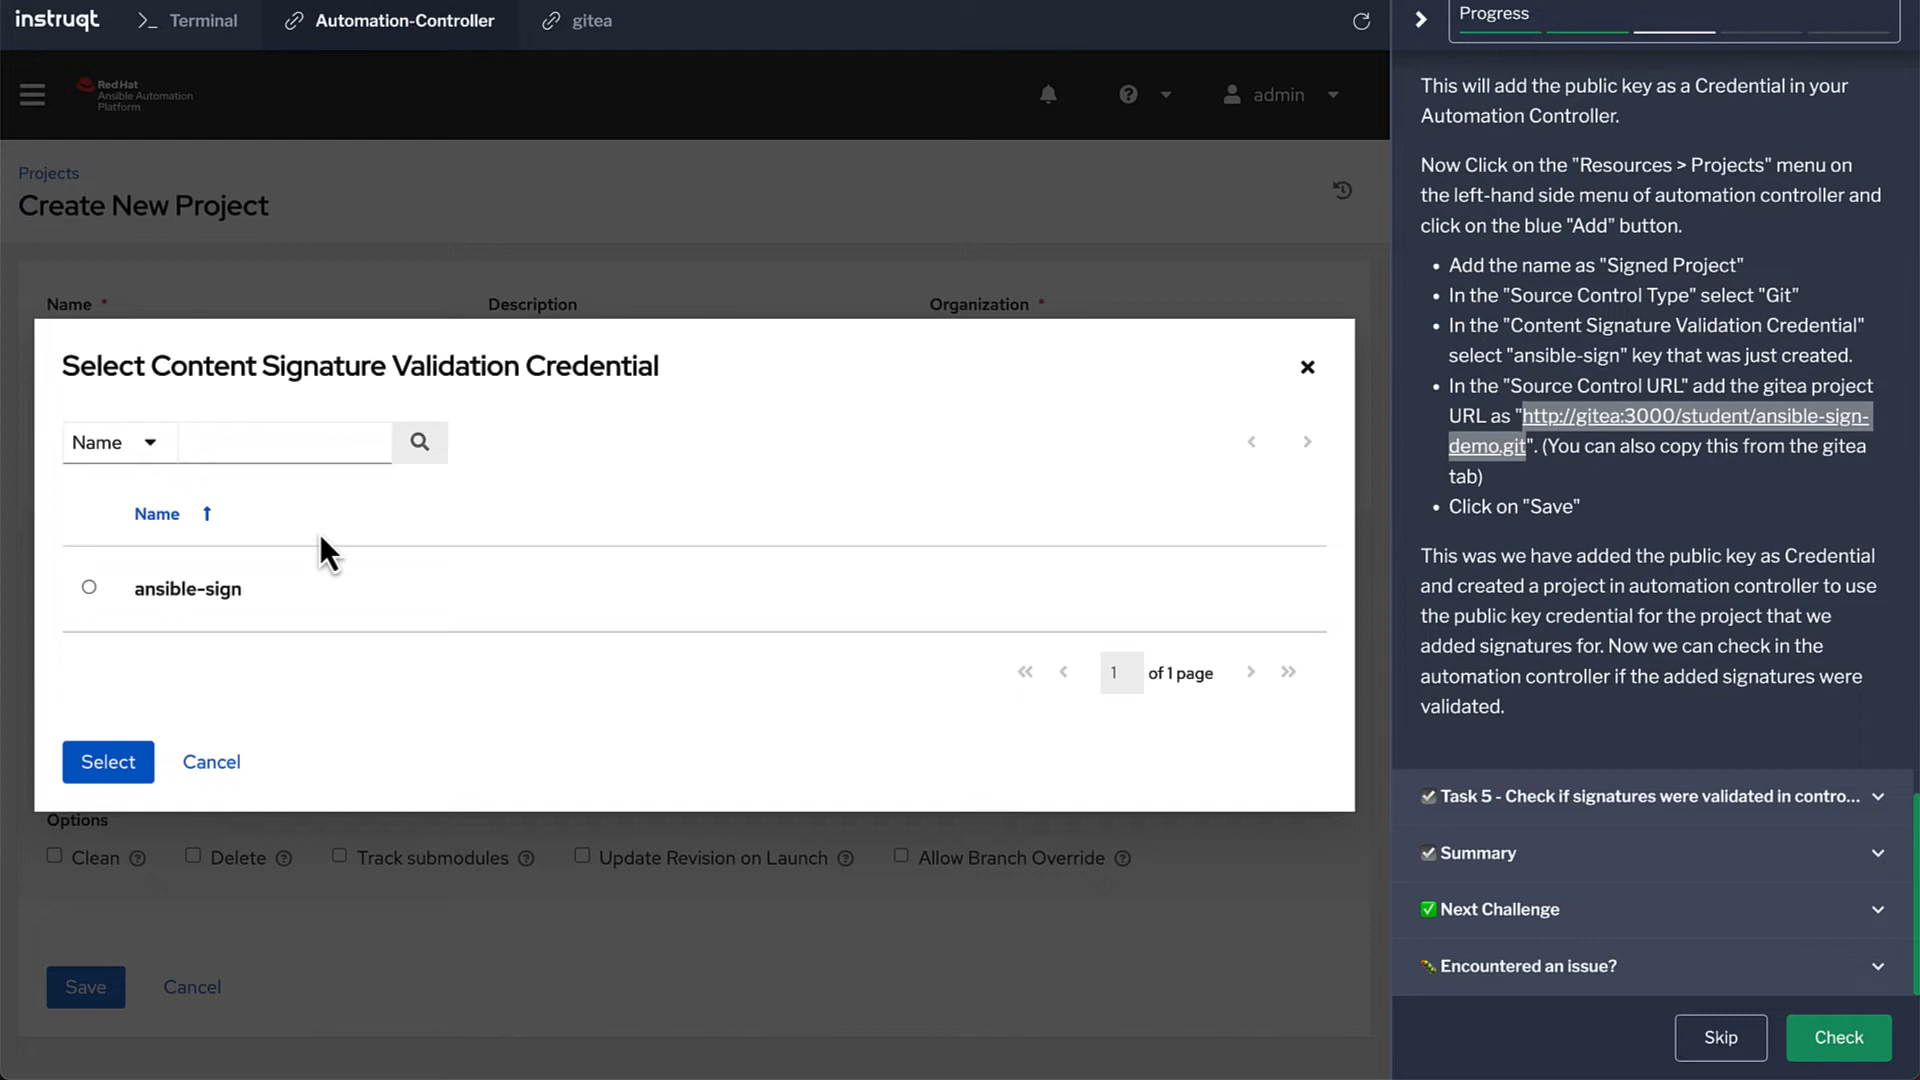 instruqt
Terminal
Automation-Controller
gitea
Red Hat
Ansible Automation
Platform
admin
Projects
Create New Project
Name *
Description
Organization *
Select Content Signature Validation Credential
Name
Name
ansible-sign
1 of 1 page
Select
Cancel
Options
Clean
Delete
Track submodules
Update Revision on Launch
Allow Branch Override
Save
Cancel
Progress
This will add the public key as a Credential in your
Automation Controller.
Now Click on the "Resources > Projects" menu on
the left-hand side menu of automation controller and
click on the blue "Add” button.
• Add the name as "Signed Project"
• In the "Source Control Type" select "Git"
• In the "Content Signature Validation Credential"
select "ansible-sign" key that was just created.
• In the "Source Control URL" add the gitea project
URL as "http://gitea:3000/student/ansible-sign-
demo.git". (You can also copy this from the gitea
tab)
• Click on "Save"
This was we have added the public key as Credential
and created a project in automation controller to use
the public key credential for the project that we
added signatures for. Now we can check in the
automation controller if the added signatures were
validated.
Task 5 - Check if signatures were validated in contro...
Summary
Next Challenge
Encountered an issue?
Skip
Check